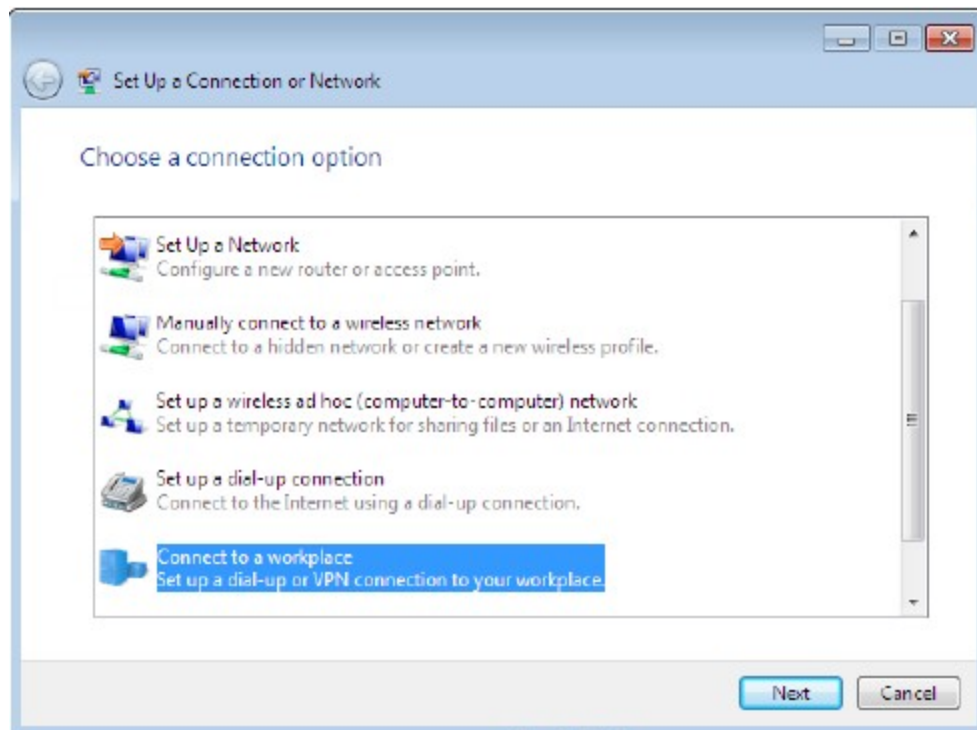 Set Up a Connection or Network
Choose a connection option
Set Up a Network
Configure a new router or access point.
Manually connect to a wireless network
Connect to a hidden network or create a new wireless profile.
Set up a wireless ad hoc (computer-to-computer) network
Set up a temporary network for sharing files or an Internet connection.
Set up a dial-up connection
Connect to the Internet using a dial-up connection.
Connect to a workplace
Set up a dial-up or VPN connection to your workplace.
Next Cancel